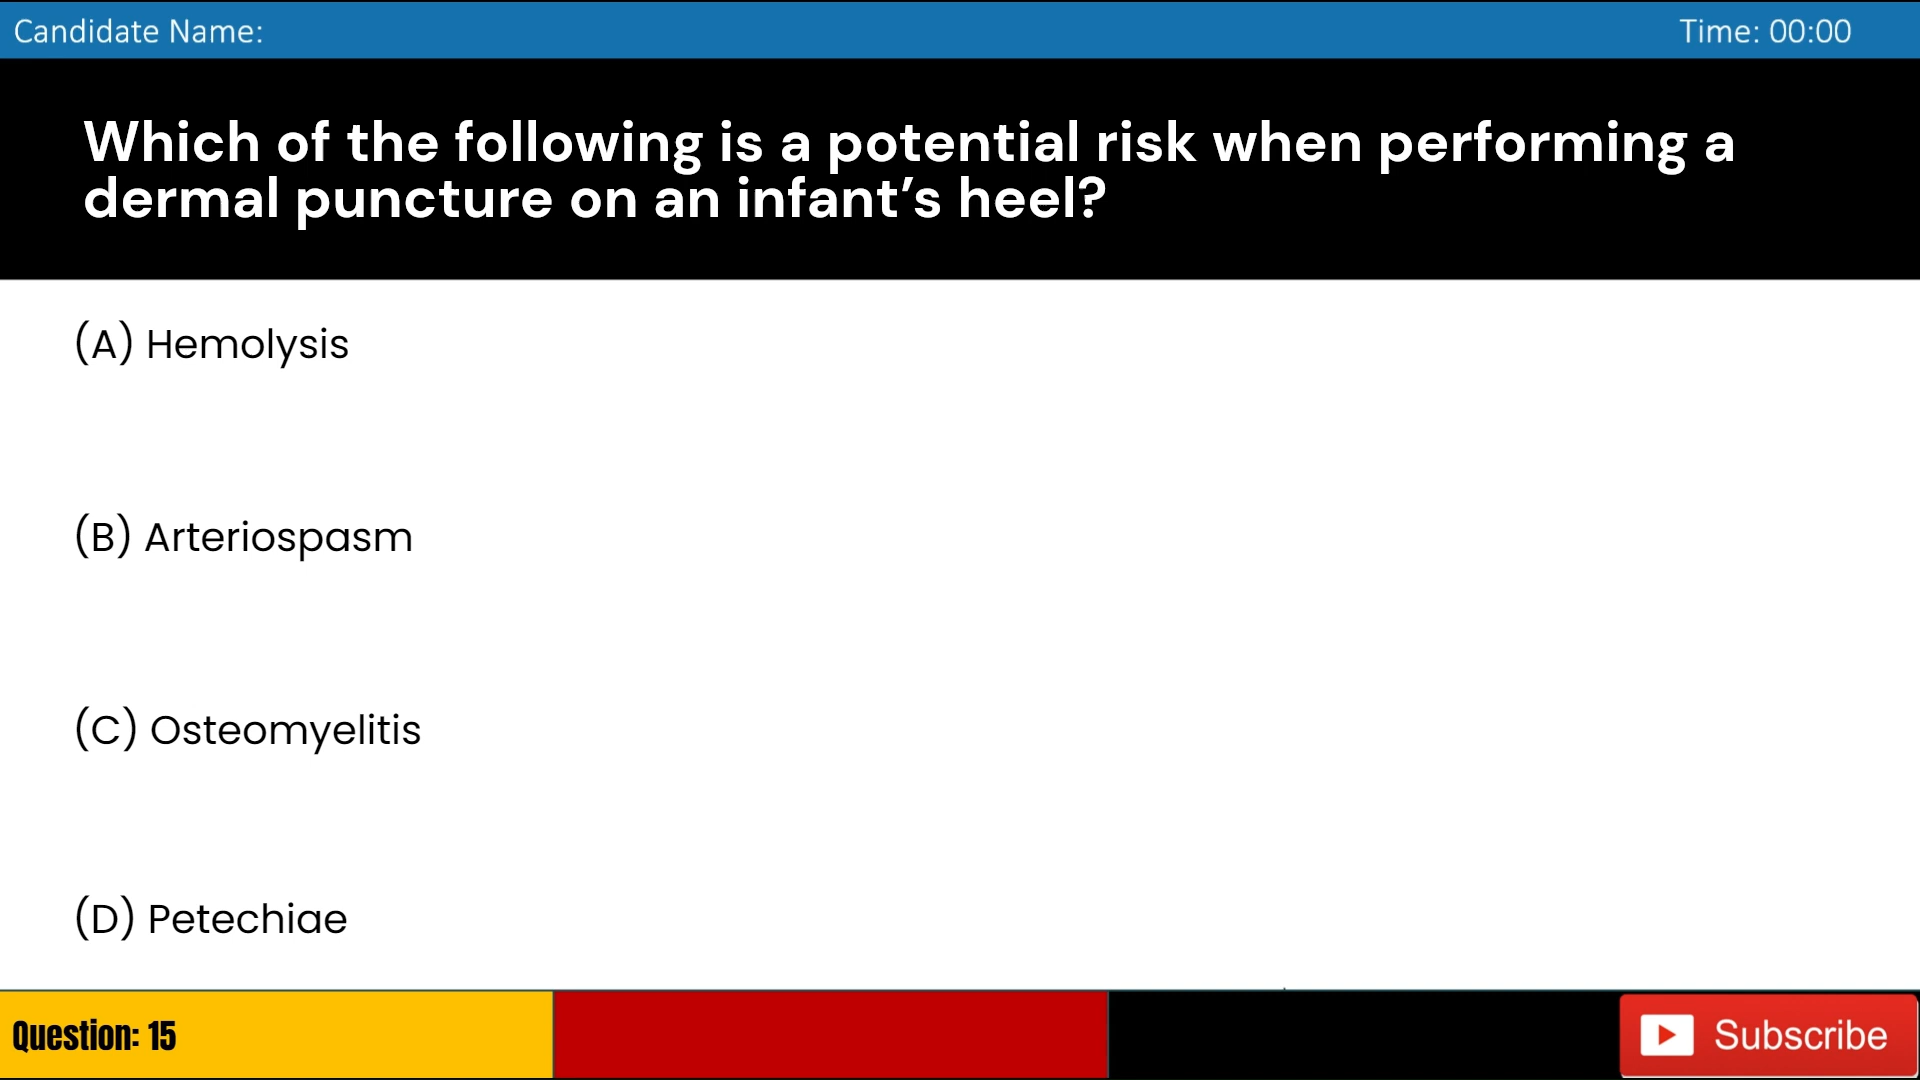 Candidate Name:
Time: 00:00
Which of the following is a potential risk when performing a
dermal puncture on an infant’s heel?
(A) Hemolysis
(B) Arteriospasm
(C) Osteomyelitis
(D) Petechiae
Question: 15
Subscribe